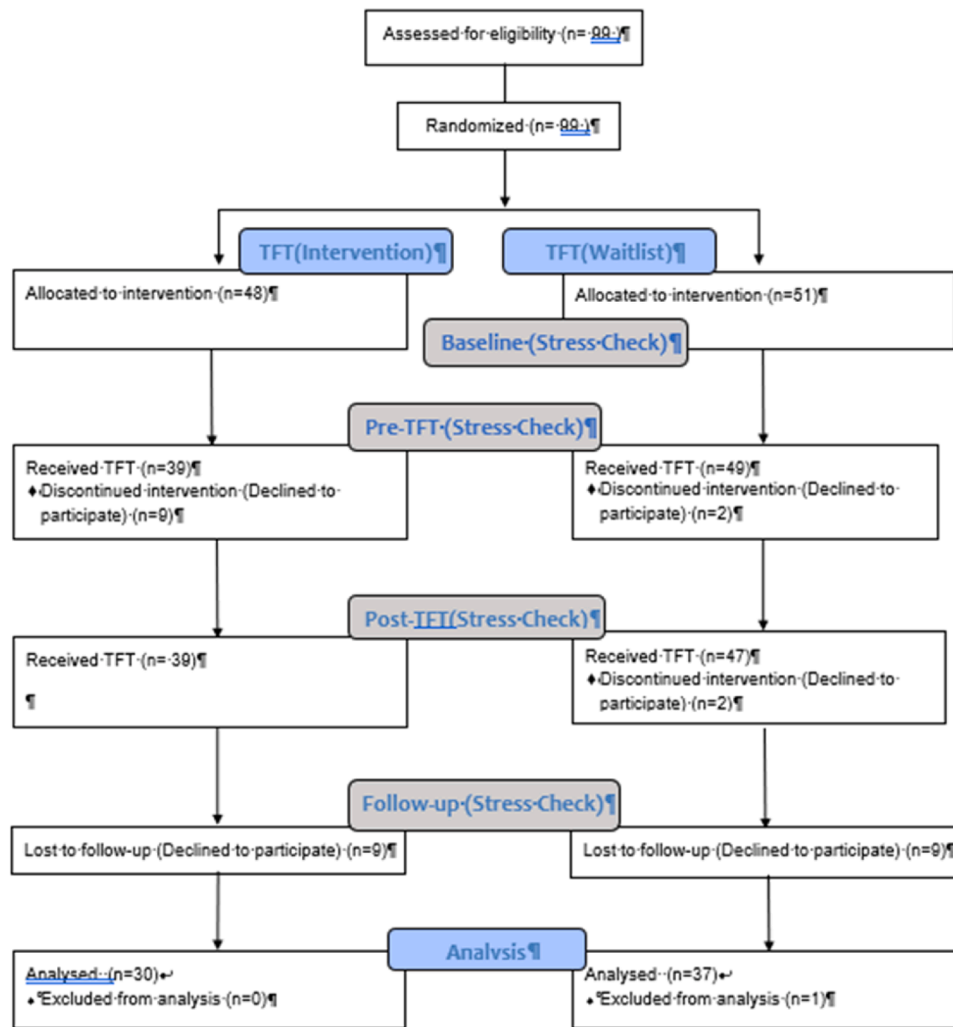 Assessed·for·eligibility·(n=·99·)¶
Randomized·(n=·99·)¶
TFT(Intervention)¶
TFT(Waitlist)¶
Allocated·to·intervention·(n=48)¶
Allocated·to·intervention·(n=51)¶
Baseline·(Stress·Check)¶
Pre-TFT·(Stress·Check)¶
Received·TFT·(n=39)¶
♦Discontinued·intervention·(Declined·to·
participate)·(n=9)¶
Received·TFT·(n=49)¶
♦Discontinued·intervention·(Declined·to·
participate)·(n=2)¶
Post-TFT(Stress·Check)¶
Received·TFT·(n=·39)¶
¶
Received·TFT·(n=47)¶
♦Discontinued·intervention·(Declined·to·
participate)·(n=2)¶
Follow-up·(Stress·Check)¶
Lost·to·follow-up·(Declined·to·participate)·(n=9)¶
Lost·to·follow-up·(Declined·to·participate)·(n=9)¶
Analysis¶
Analysed··(n=30)↵
♦°Excluded·from·analysis·(n=0)¶
Analysed··(n=37)↵
♦°Excluded·from·analysis·(n=1)¶